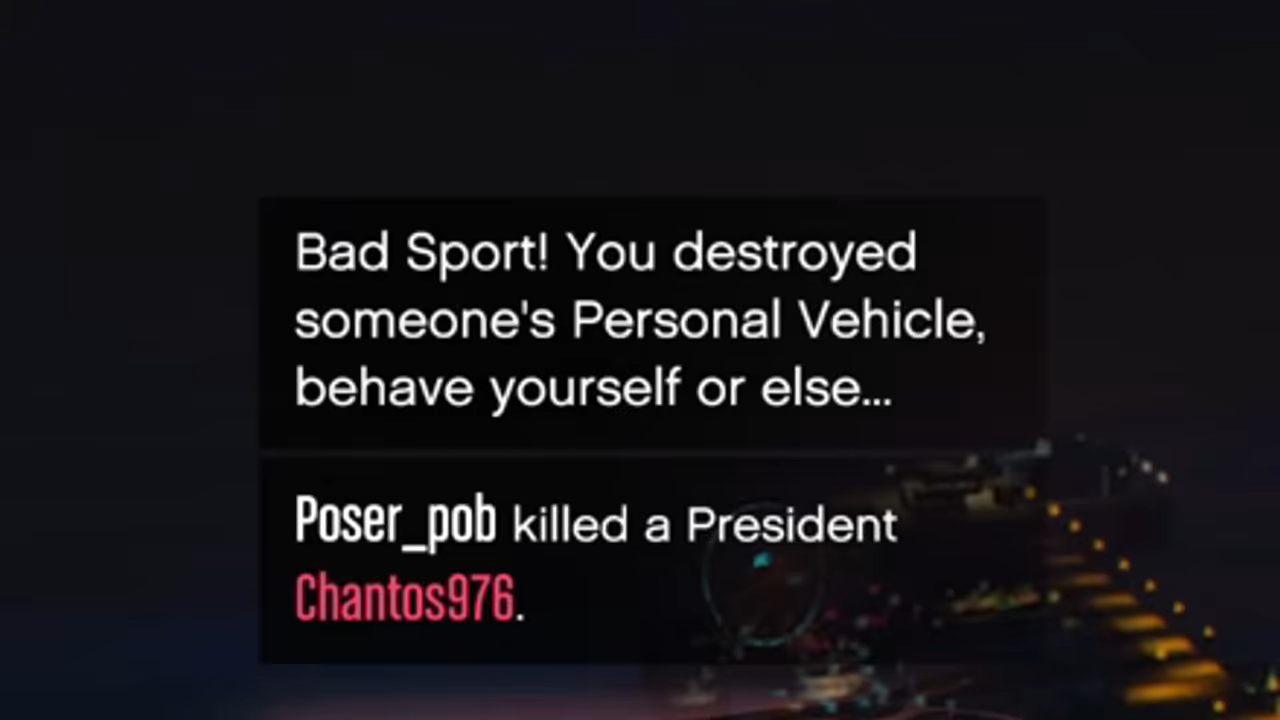 Bad Sport! You destroyed
someone's Personal Vehicle,
behave yourself or else...
Poser_pob killed a President
Chantos976.